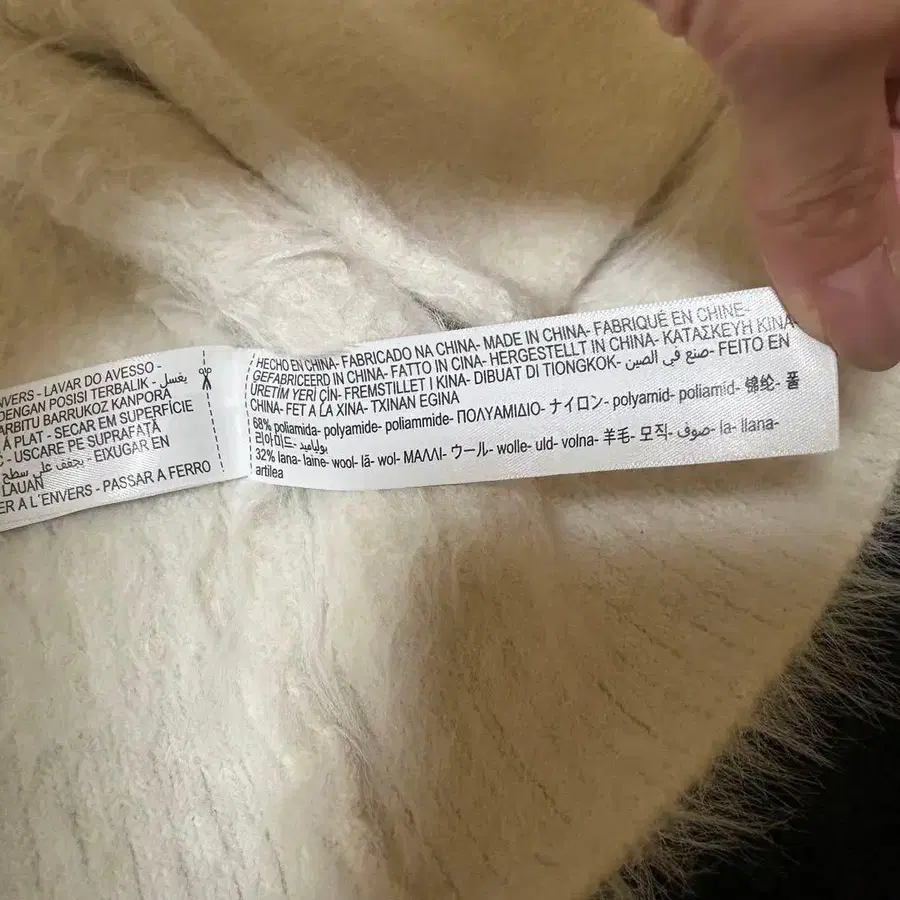 NVERS - LAVAR DO AVESSO -
DENGAN POSISI TERBALIK - يغسل
ARBITU BARRUKOZ KANPORA
À PLAT - SECAR EM SUPERFÍCIE
- USCARE PE SUPRAFAȚĂ
يجفف على سطح - EIXUGAR EN
LAUAN
ER A L'ENVERS - PASSAR A FERRO
HECHO EN CHINA- FABRICADO NA CHINA- MADE IN CHINA- FABRIQUÉ EN CHINE-
GEFABRICEERD IN CHINA- FATTO IN CINA- HERGESTELLT IN CHINA- ΚΑΤΑΣΚΕΥΗ ΚΙΝΑ-
ÜRETİM YERİ ÇİN- FREMSTILLET I KINA- DIBUAT DI TIONGKOK- صنع في الصين- FEITO EN
CHINA- FET A LA XINA- TXINAN EGINA
68% poliamida- polyamide- poliammide- ΠΟΛΥΑΜΙΔΙΟ- ナイロン- polyamid- poliamid- 锦纶- 폴
리아미드- بولياميد
32% lana- laine- wool- lã- wol- ΜΑΛΛΙ- ウール- wolle- uld- volna- 羊毛- 모직- صوف- la- llana-
artilea